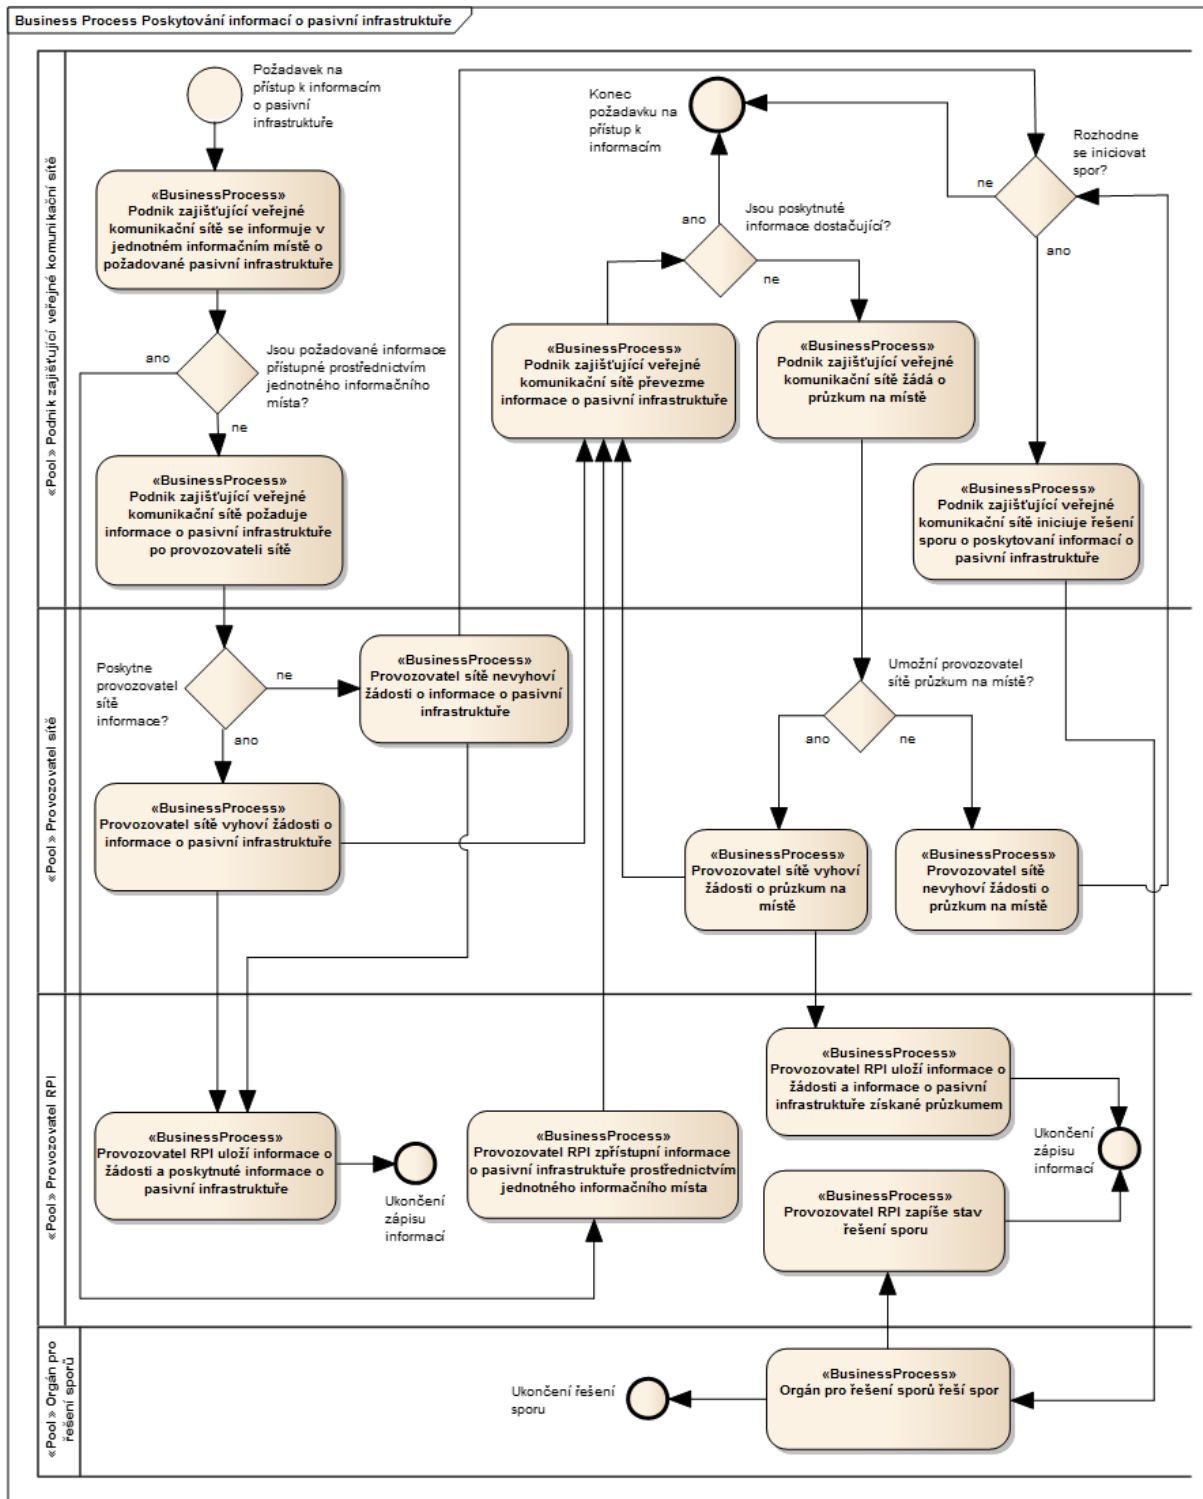 Business Process Poskytování informací o pasivní infrastruktuře
«Pool» Podnik zajišťující veřejné komunikační sítě
Požadavek na
přístup k informacím
o pasivní
infrastruktuře
«BusinessProcess»
Podnik zajišťující veřejné
komunikační sítě se informuje v
jednotném informačním místě o
požadované pasivní infrastruktuře
ano
Jsou požadované informace
přístupné prostřednictvím
jednotného informačního
místa?
ne
«BusinessProcess»
Podnik zajišťující veřejné
komunikační sítě požaduje
informace o pasivní infrastruktuře
po provozovateli sítě
Konec
požadavku na
přístup k
informacím
ano
Jsou poskytnuté
informace dostačující?
ne
«BusinessProcess»
Podnik zajišťující veřejné
komunikační sítě převezme
informace o pasivní infrastruktuře
«BusinessProcess»
Podnik zajišťující veřejné
komunikační sítě žádá o
průzkum na místě
Rozhodne
se iniciovat
spor?
ne
ano
«BusinessProcess»
Podnik zajišťující veřejné
komunikační sítě iniciuje řešení
sporu o poskytovaní informací o
pasivní infrastruktuře
«Pool» Provozovatel sítě
Poskytne
provozovatel
sítě
informace?
ne
ano
«BusinessProcess»
Provozovatel sítě nevyhoví
žádosti o informace o pasivní
infrastruktuře
«BusinessProcess»
Provozovatel sítě vyhoví žádosti o
informace o pasivní infrastruktuře
Umožní provozovatel
sítě průzkum na místě?
ano
ne
«BusinessProcess»
Provozovatel sítě vyhoví
žádosti o průzkum na
místě
«BusinessProcess»
Provozovatel sítě
nevyhoví žádosti o
průzkum na místě
«Pool» Provozovatel RPI
«BusinessProcess»
Provozovatel RPI uloží informace o
žádosti a poskytnuté informace o
pasivní infrastruktuře
Ukončení
zápisu
informací
«BusinessProcess»
Provozovatel RPI zpřístupní informace
o pasivní infrastruktuře prostřednictvím
jednotného informačního místa
«BusinessProcess»
Provozovatel RPI uloží informace o
žádosti a informace o pasivní
infrastruktuře získané průzkumem
Ukončení
zápisu
informací
«BusinessProcess»
Provozovatel RPI zapíše stav
řešení sporu
«Pool» Orgán pro
řešení sporů
Ukončení řešení
sporu
«BusinessProcess»
Orgán pro řešení sporů řeší spor